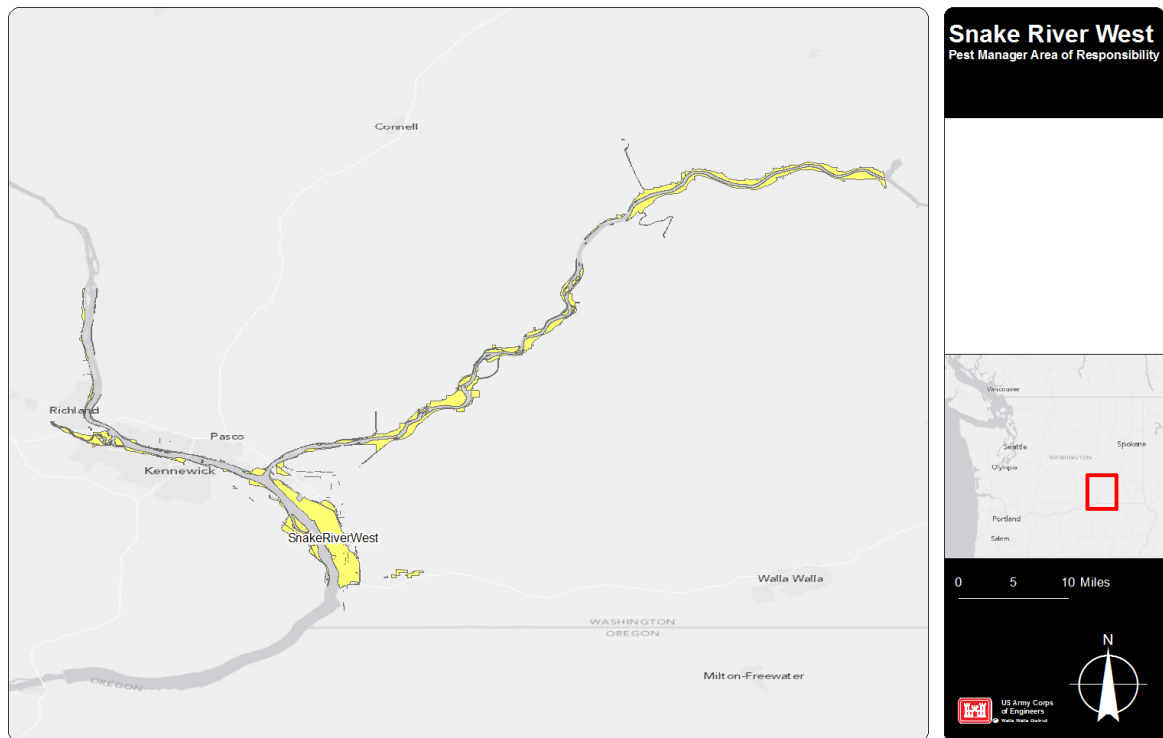 Connell
Richland
Pasco
Kennewick
SnakeRiverWest
Walla Walla
WASHINGTON
OREGON
Milton-Freewater
OREGON
Snake River West
Pest Manager Area of Responsibility
Vancouver
Seattle
Spokane
WASHINGTON
Olympia
Portland
Salem
0 5 10 Miles
N
US Army Corps
of Engineers
Walla Walla District